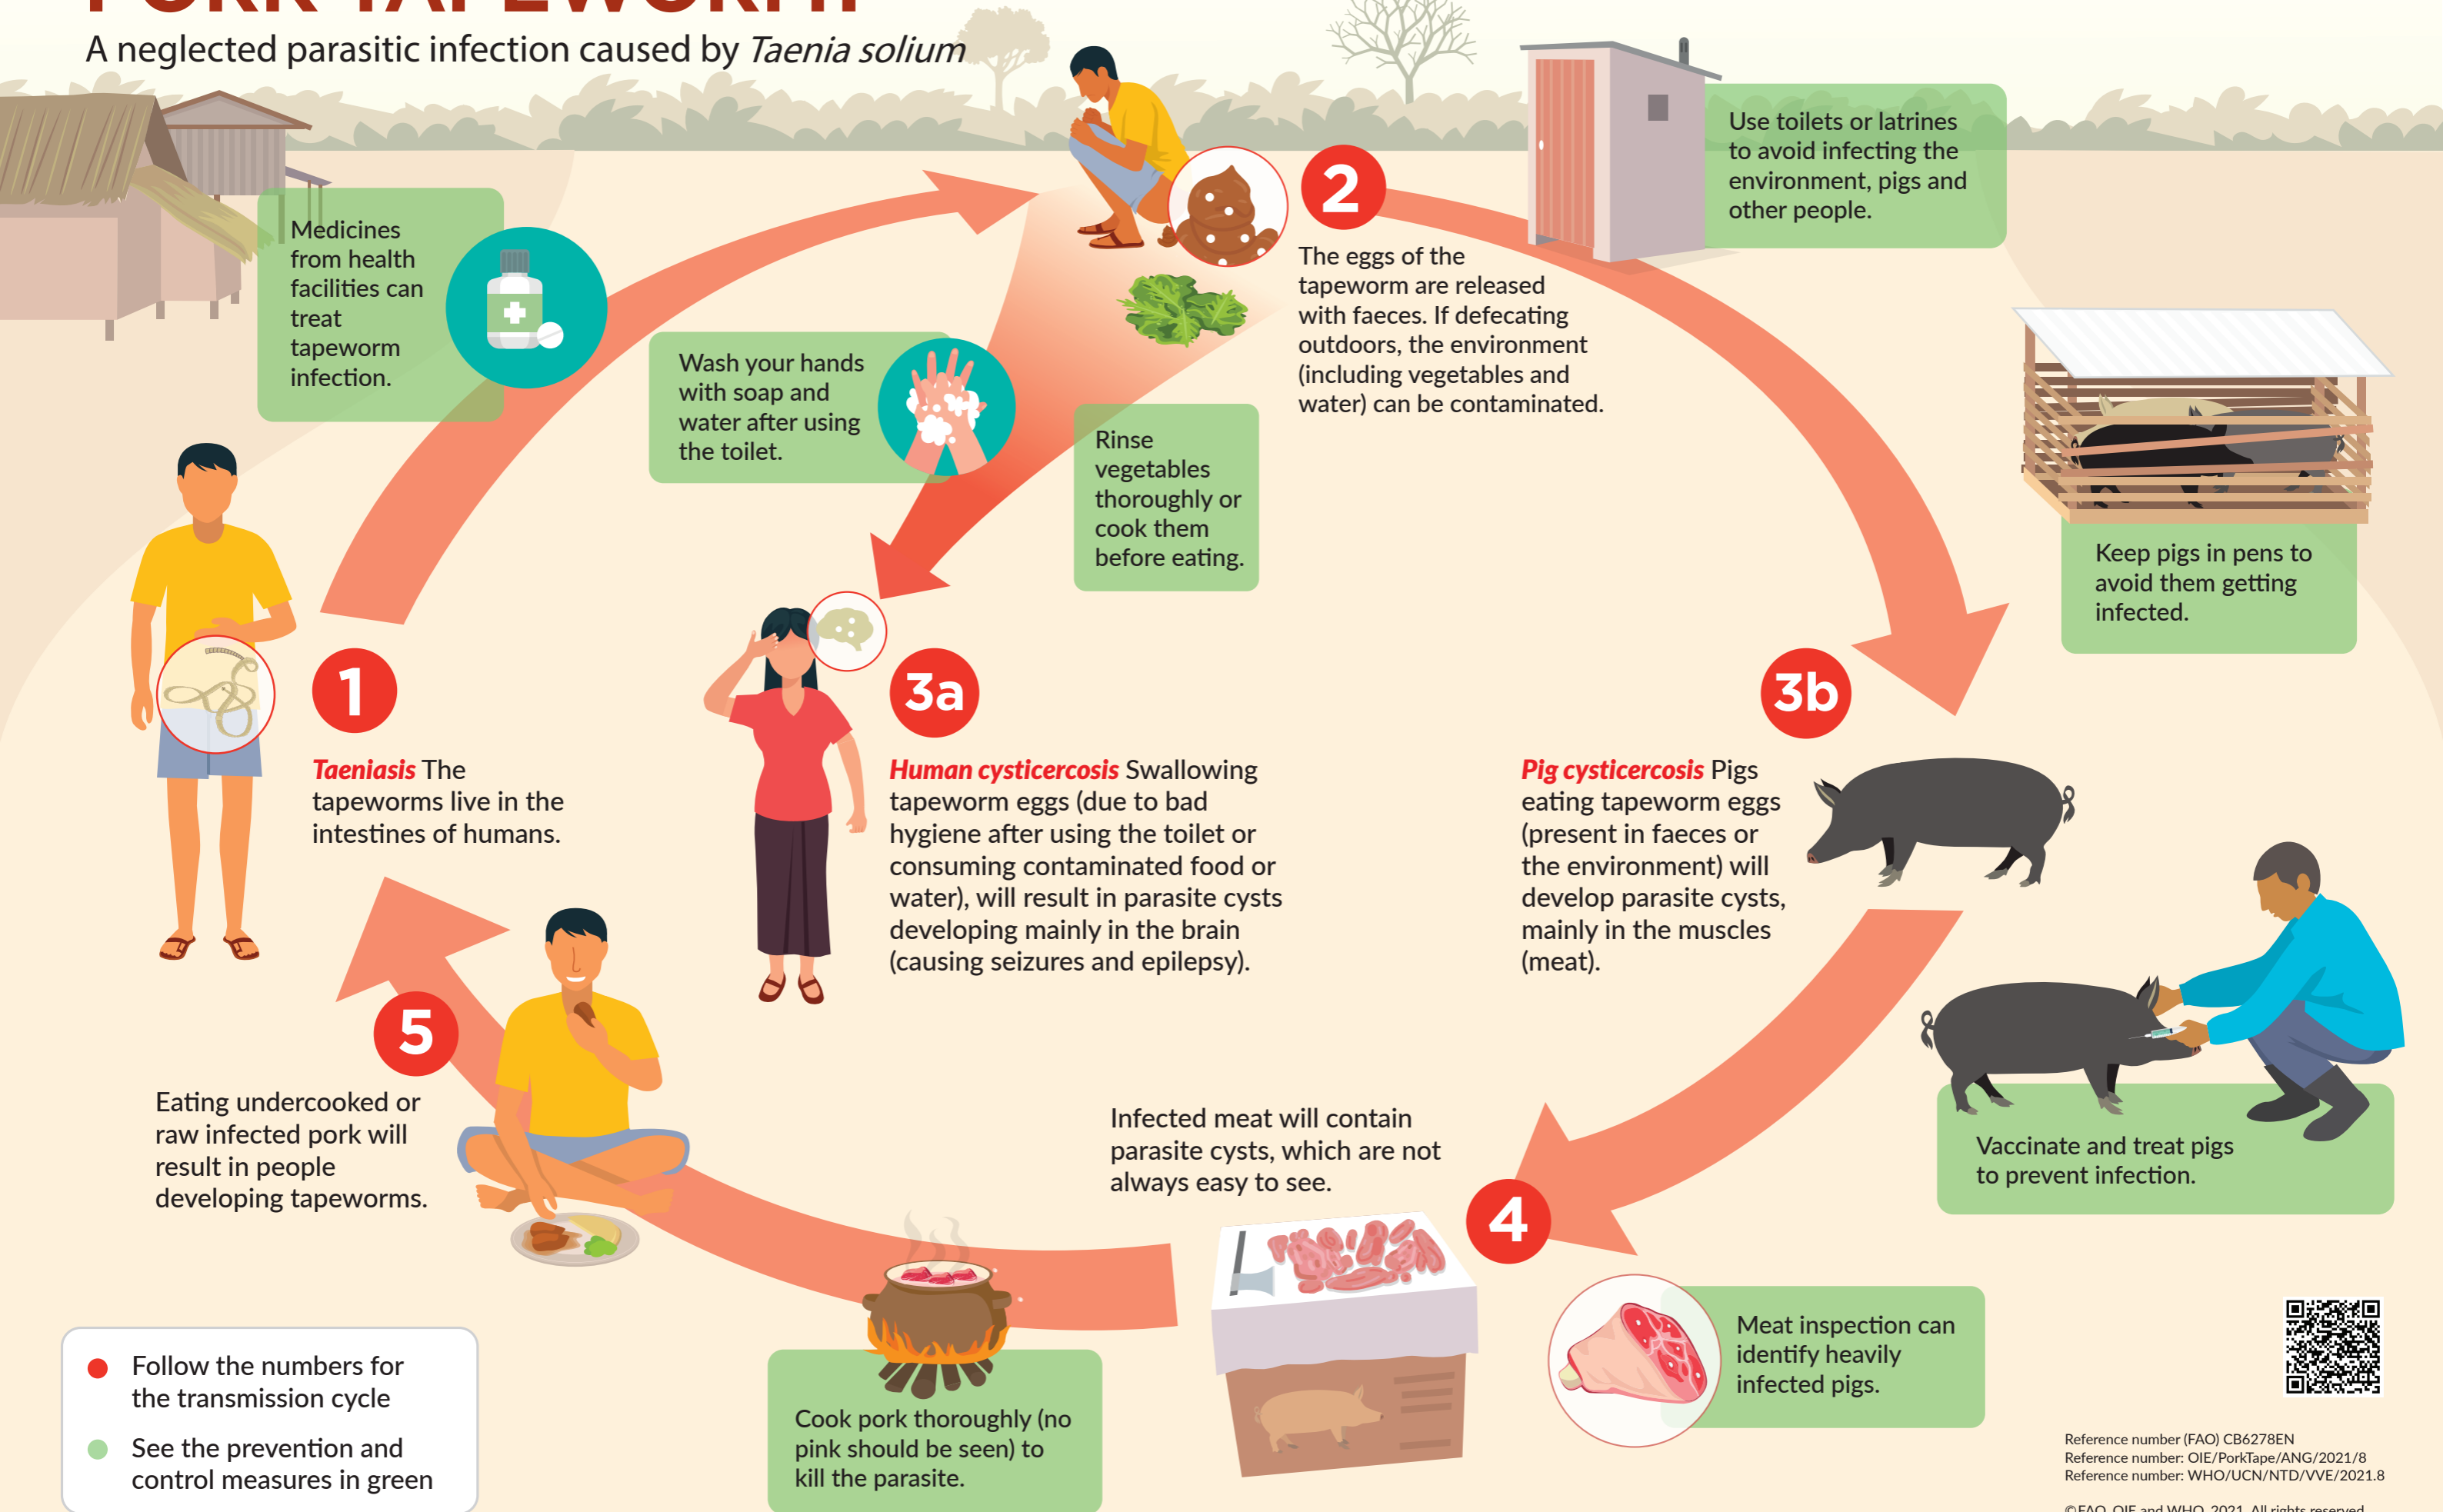 PORK TAPEWORM
A neglected parasitic infection caused by Taenia solium
Medicines
from health
facilities can
treat
tapeworm
infection.
Wash your hands
with soap and
water after using
the toilet.
Rinse
vegetables
thoroughly or
cook them
before eating.
2
The eggs of the
tapeworm are released
with faeces. If defecating
outdoors, the environment
(including vegetables and
water) can be contaminated.
Use toilets or latrines
to avoid infecting the
environment, pigs and
other people.
Keep pigs in pens to
avoid them getting
infected.
1
Taeniasis The
tapeworms live in the
intestines of humans.
3a
Human cysticercosis Swallowing
tapeworm eggs (due to bad
hygiene after using the toilet or
consuming contaminated food or
water), will result in parasite cysts
developing mainly in the brain
(causing seizures and epilepsy).
3b
Pig cysticercosis Pigs
eating tapeworm eggs
(present in faeces or
the environment) will
develop parasite cysts,
mainly in the muscles
(meat).
Vaccinate and treat pigs
to prevent infection.
4
Infected meat will contain
parasite cysts, which are not
always easy to see.
Meat inspection can
identify heavily
infected pigs.
5
Eating undercooked or
raw infected pork will
result in people
developing tapeworms.
Cook pork thoroughly (no
pink should be seen) to
kill the parasite.
Follow the numbers for
the transmission cycle
See the prevention and
control measures in green
Reference number (FAO) CB6278EN
Reference number: OIE/PorkTape/ANG/2021/8
Reference number: WHO/UCN/NTD/VVE/2021.8
©FAO, OIE and WHO, 2021. All rights reserved